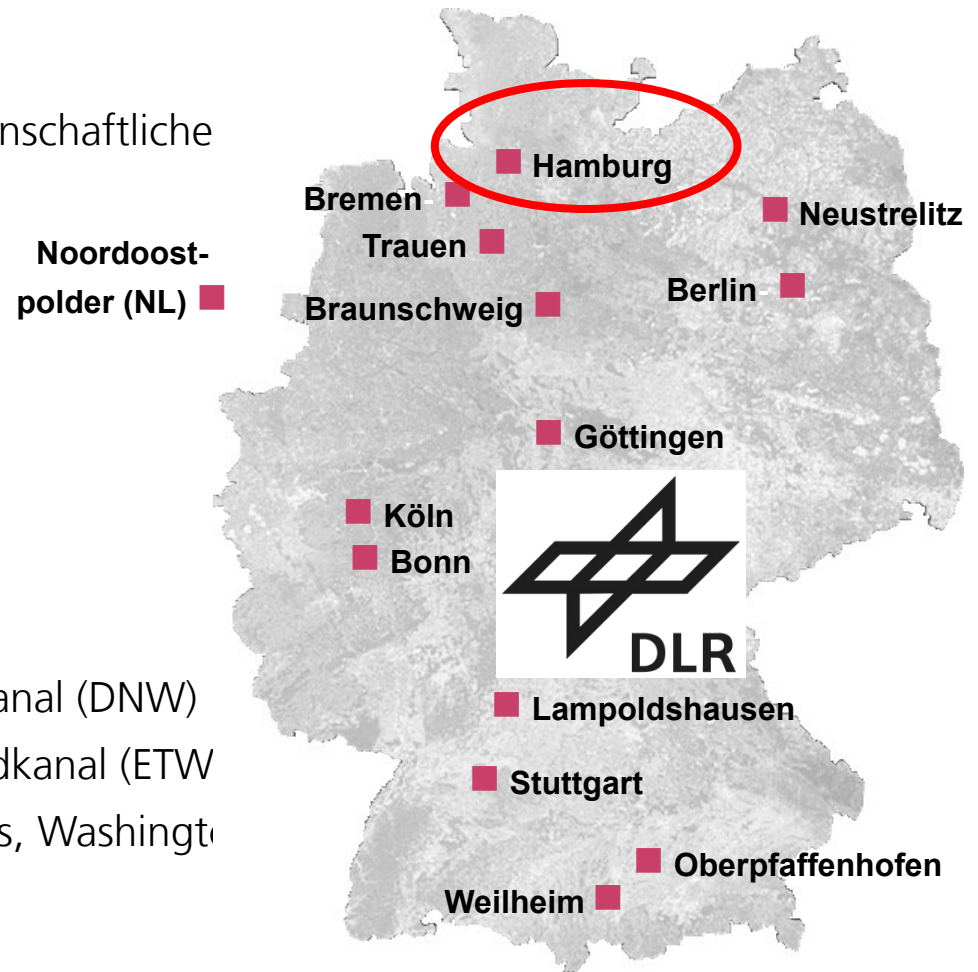 nschaftliche
Hamburg
Bremen
Neustrelitz
Trauen
Noordoost-
polder (NL)
Berlin
Braunschweig
Göttingen
Köln
Bonn
DLR
anal (DNW)
Lampoldshausen
dkanal (ETW
Stuttgart
s, Washingt
Oberpfaffenhofen
Weilheim